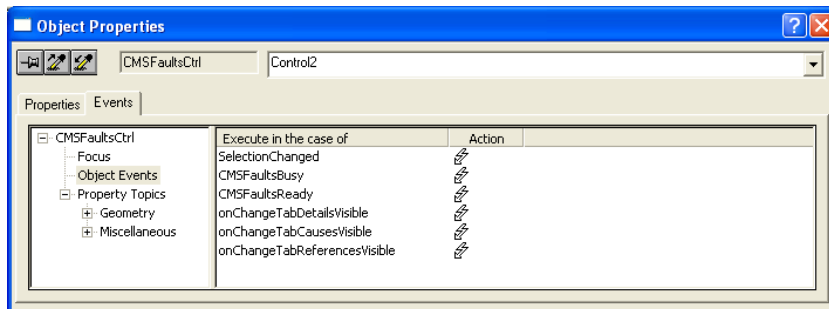 Object Properties
CMSFaultsCtrl Control2
Properties Events
CMSFaultsCtrl
Focus
Object Events
Property Topics
Geometry
Miscellaneous
Execute in the case of Action
SelectionChanged
CMSFaultsBusy
CMSFaultsReady
onChangeTabDetailsVisible
onChangeTabCausesVisible
onChangeTabReferencesVisible